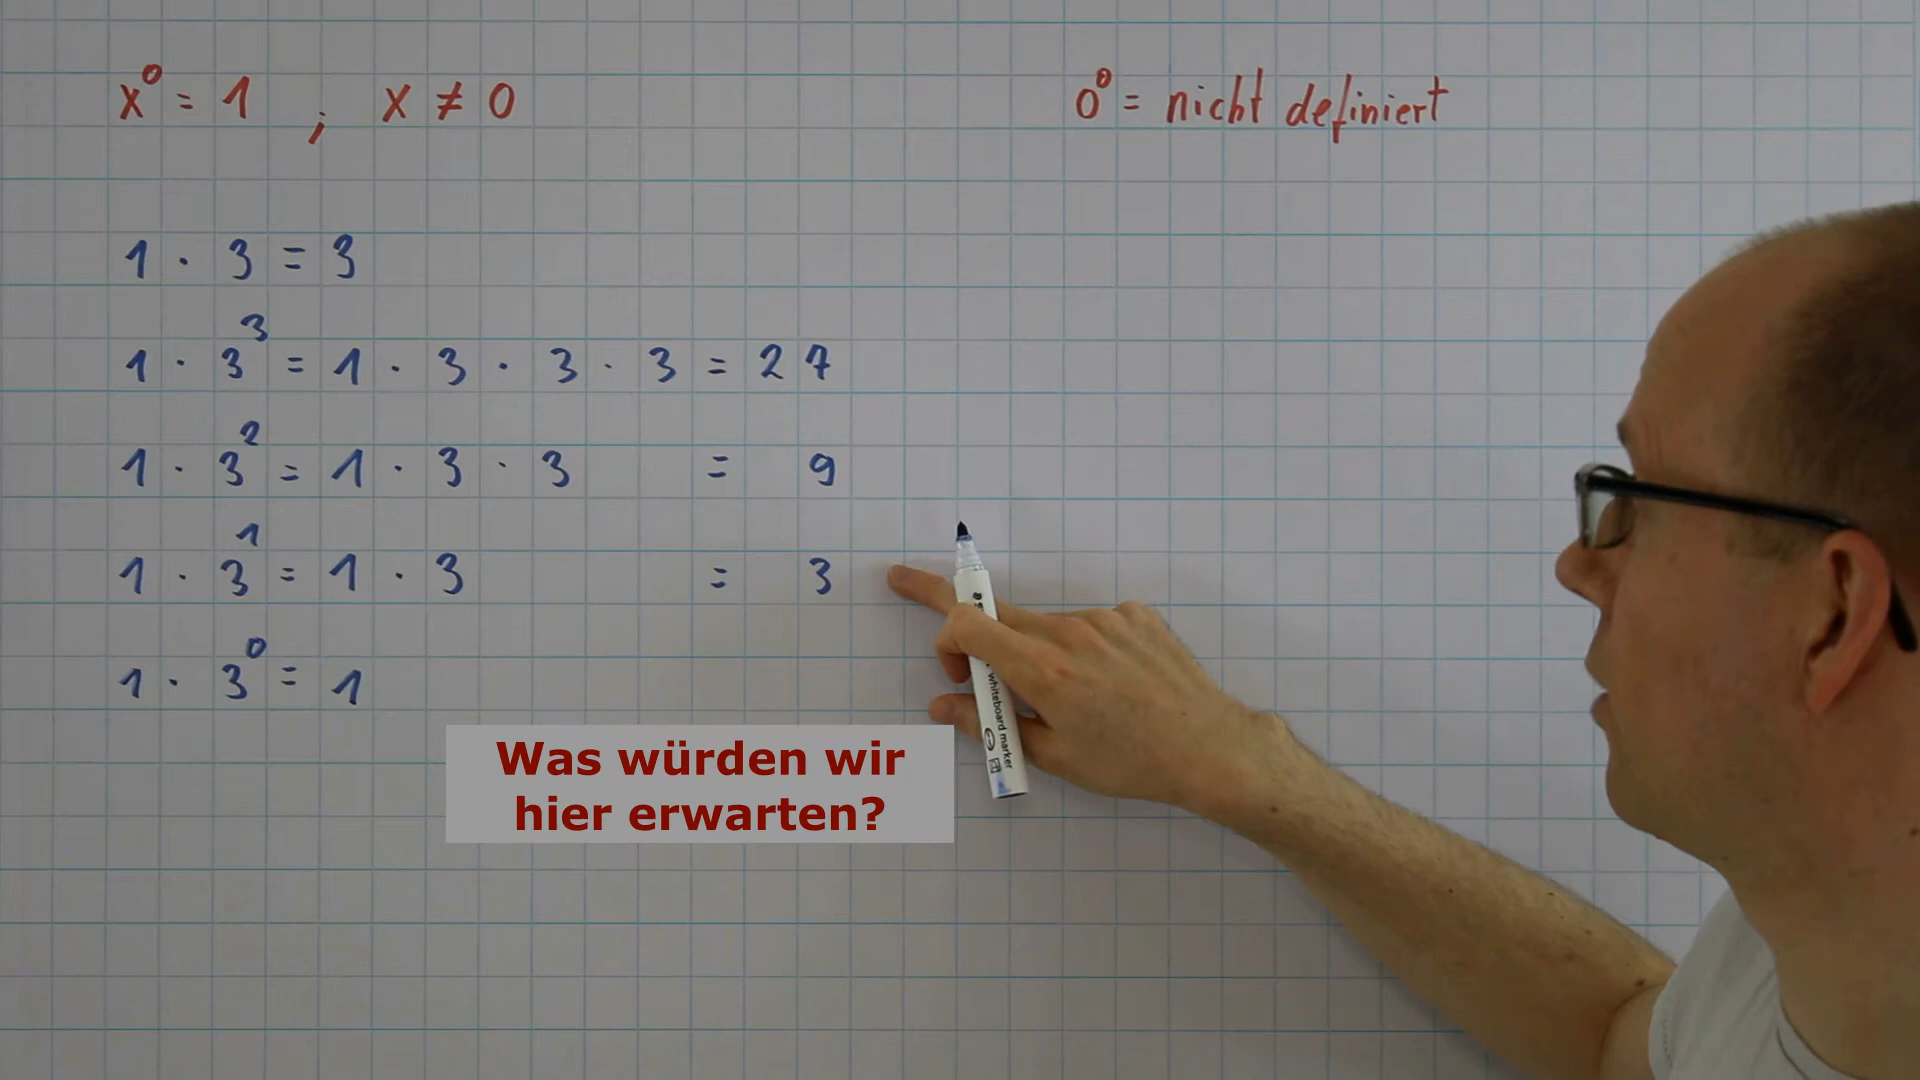 x⁰ = 1 ; x ≠ 0
0⁰ = nicht definiert
1 · 3 = 3
1 · 3³ = 1 · 3 · 3 · 3 = 27
1 · 3² = 1 · 3 · 3 = 9
1 · 3¹ = 1 · 3 = 3
1 · 3⁰ = 1
whiteboard marker
Was würden wir
hier erwarten?